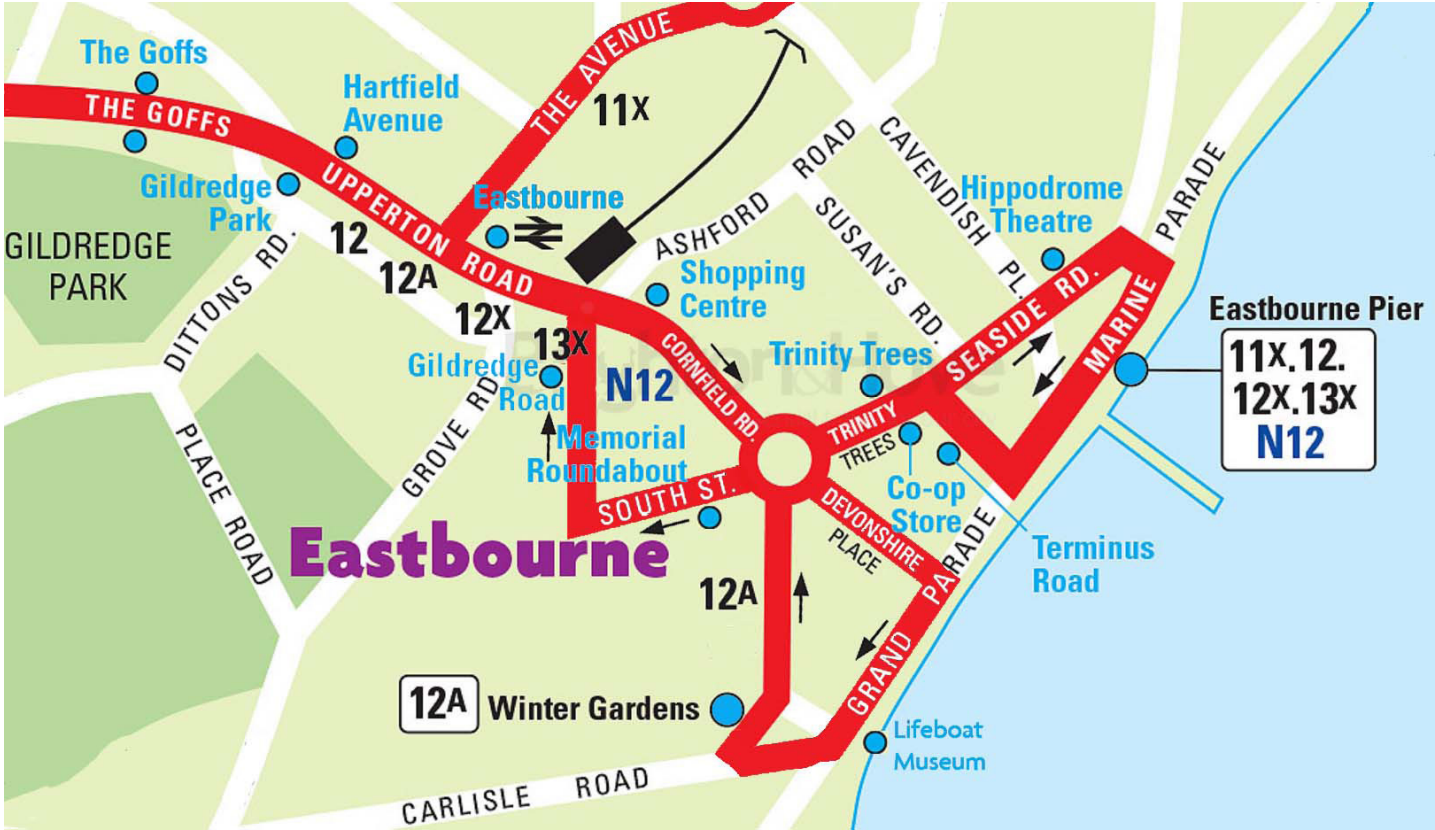 The Goffs
THE GOFFS
Hartfield
Avenue
THE AVENUE
11X
Gildredge
Park
UPPERTON ROAD
Eastbourne
GILDREDGE
PARK
12
12A
12X
13X
N12
DITTONS RD.
ASHFORD ROAD
CAVENDISH PL.
SUSAN'S RD.
Hippodrome
Theatre
PARADE
MARINE
Shopping
Centre
SEASIDE RD.
Eastbourne Pier
11X.12.
12X.13X
N12
Gildredge
Road
CORNFIELD RD.
Trinity Trees
TRINITY
TREES
Memorial
Roundabout
GROVE RD.
PLACE ROAD
SOUTH ST.
DEVONSHIRE
PLACE
Co-op
Store
Terminus
Road
Eastbourne
12A
GRAND PARADE
12A
Winter Gardens
Lifeboat
Museum
CARLISLE ROAD